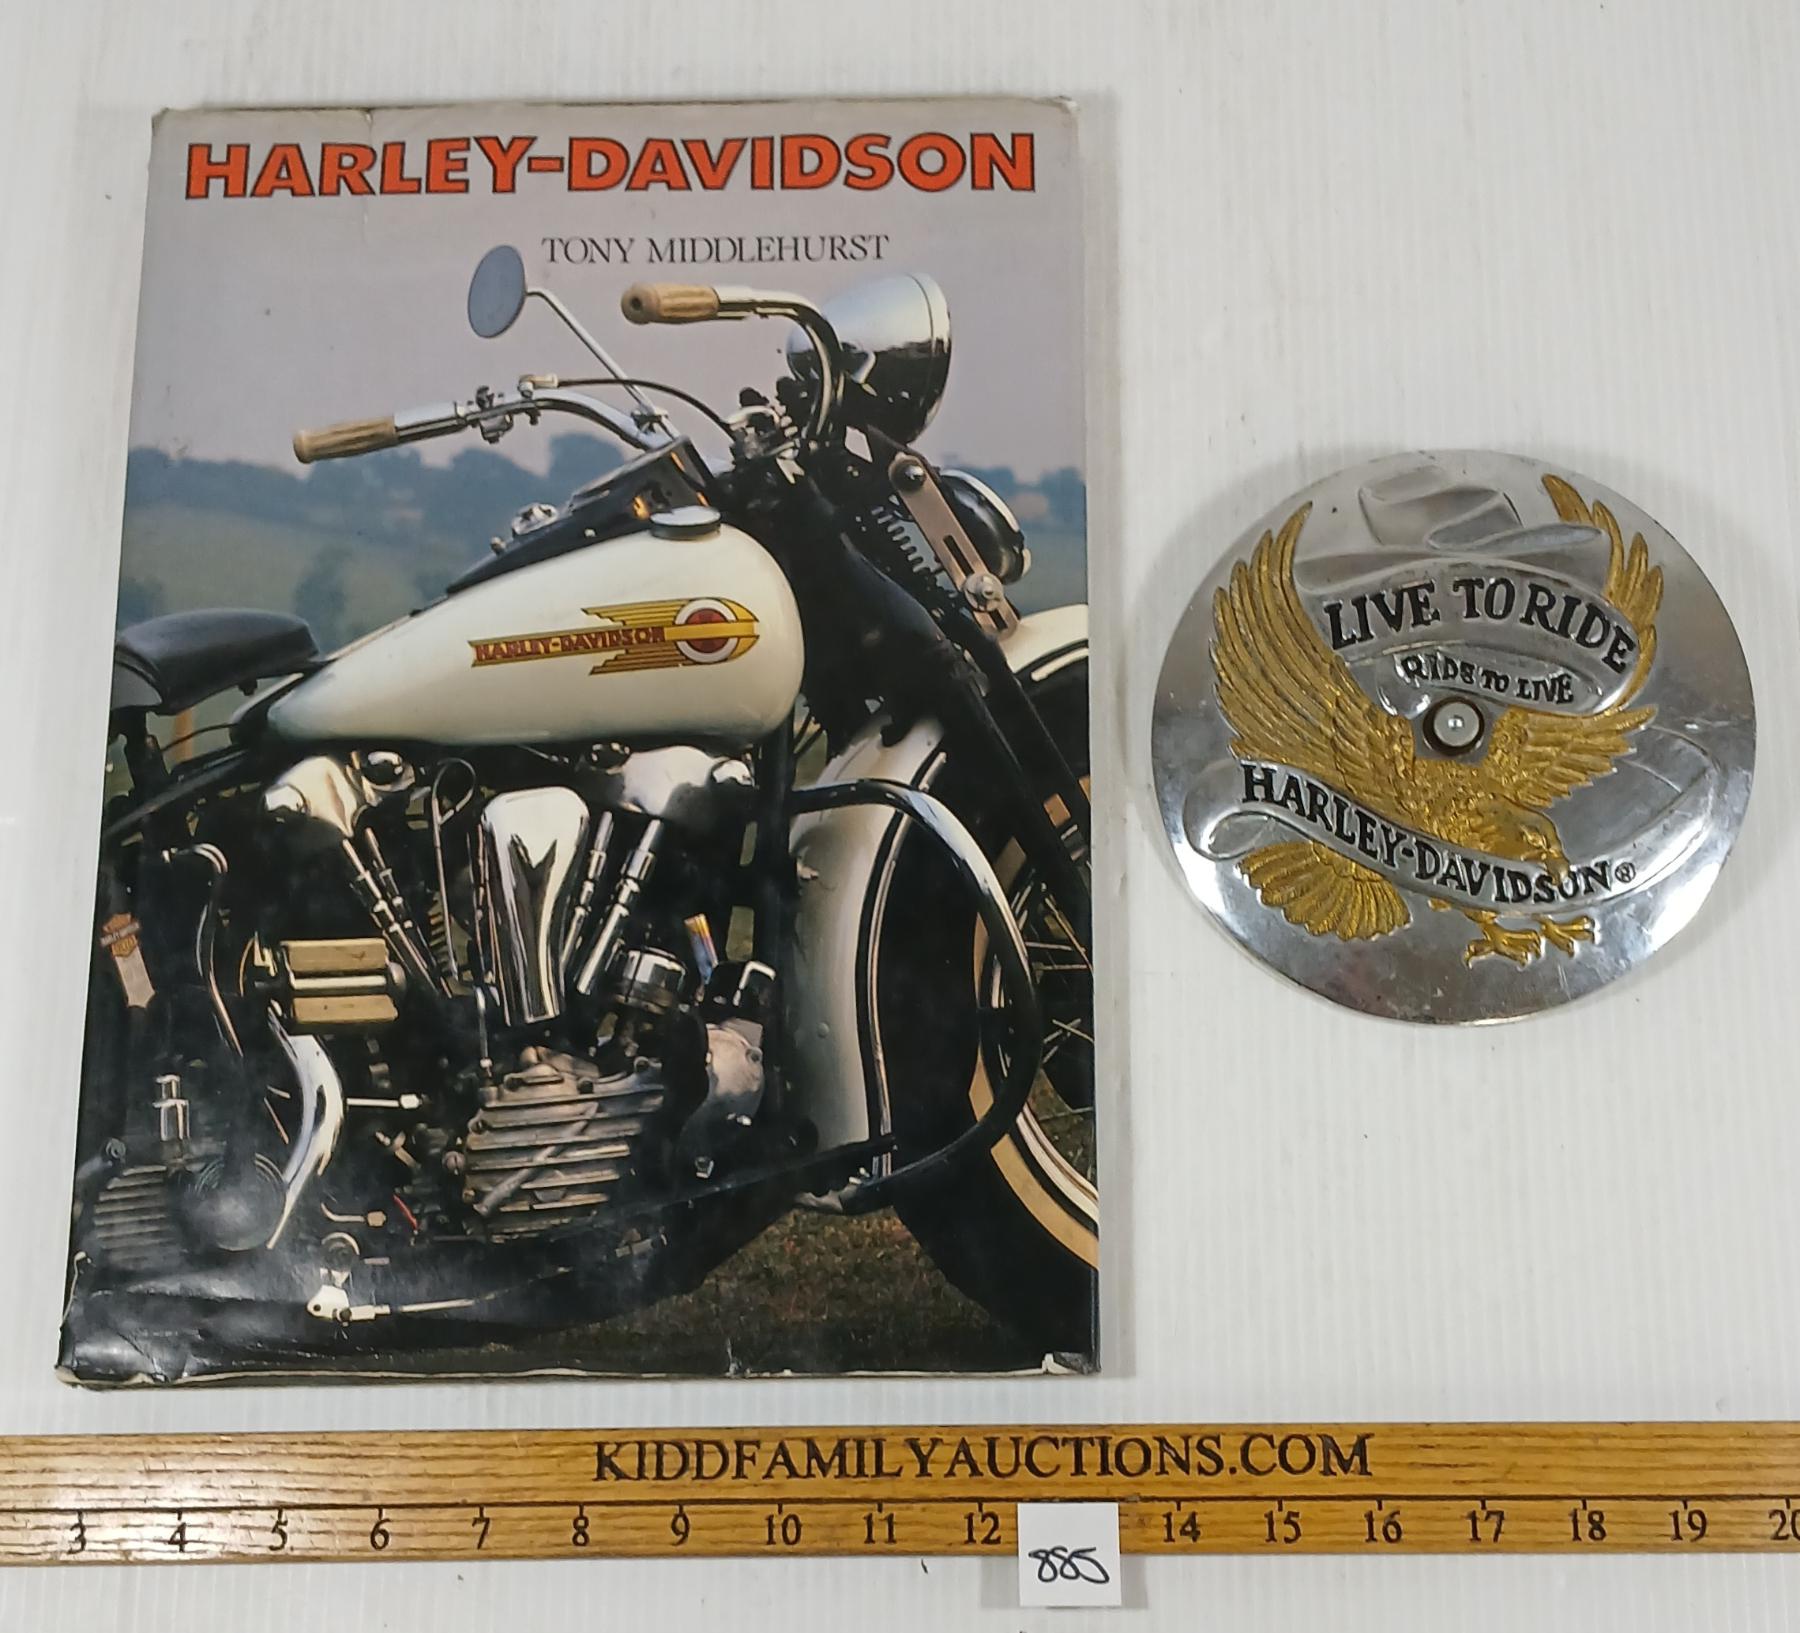 HARLEY-DAVIDSON
TONY MIDDLEHURST
HARLEY-DAVIDSON
LIVE TO RIDE
RIDE TO LIVE
HARLEY-DAVIDSON®
KIDDFAMILYAUCTIONS.COM
3 4 5 6 7 8 9 10 11 12 14 15 16 17 18 19 20
885